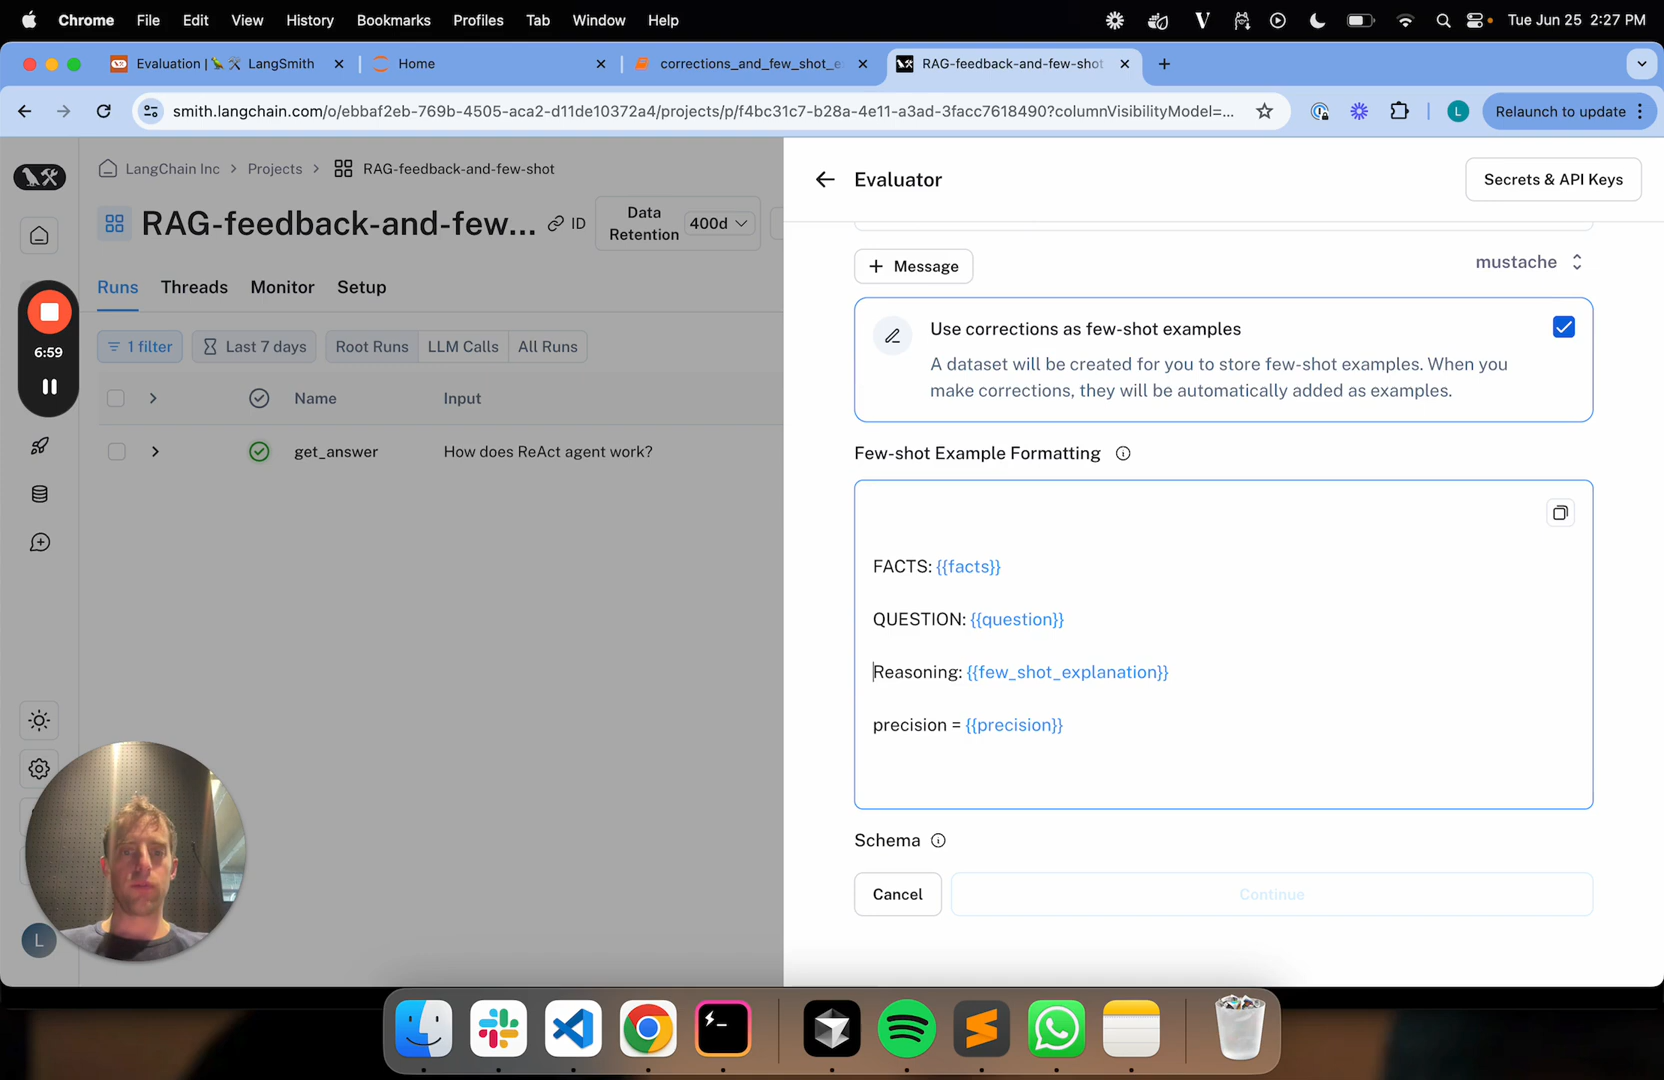 Chrome File Edit View History Bookmarks Profiles Tab Window Help Tue Jun 25 2:27 PM
Evaluation | LangSmith Home corrections_and_few_shot_e RAG-feedback-and-few-shot
smith.langchain.com/o/ebbaf2eb-769b-4505-aca2-d11de10372a4/projects/p/f4bc31c7-b28a-4e11-a3ad-3facc7618490?columnVisibilityModel=... L Relaunch to update
LangChain Inc Projects RAG-feedback-and-few-shot
RAG-feedback-and-few... ID
Data Retention 400d
Runs Threads Monitor Setup
6:59
1 filter Last 7 days Root Runs LLM Calls All Runs
Name Input
get_answer How does ReAct agent work?
L
Evaluator Secrets & API Keys
+ Message mustache
Use corrections as few-shot examples
A dataset will be created for you to store few-shot examples. When you
make corrections, they will be automatically added as examples.
Few-shot Example Formatting
FACTS: {{facts}}
QUESTION: {{question}}
Reasoning: {{few_shot_explanation}}
precision = {{precision}}
Schema
Cancel Continue